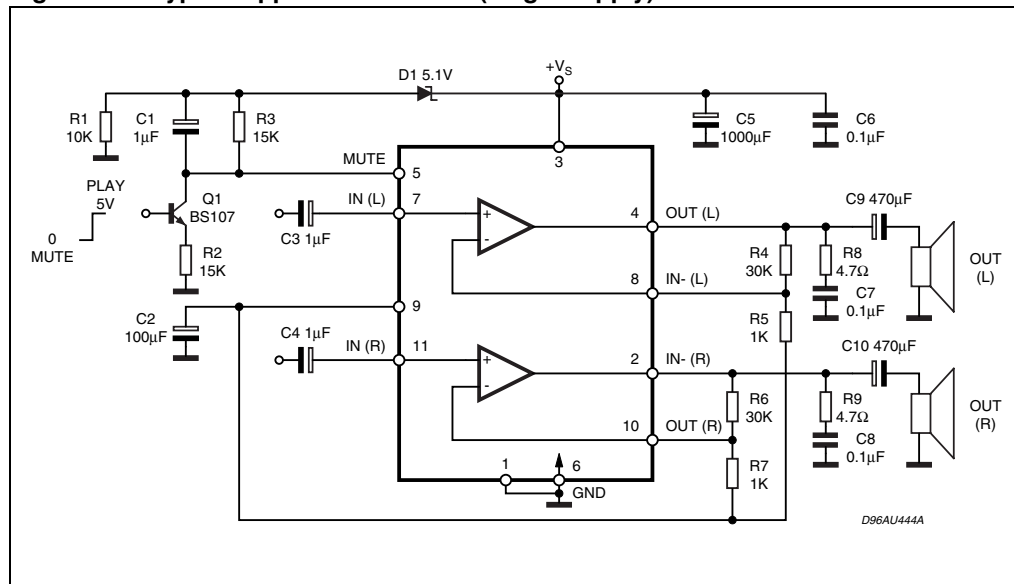 +VS
D1 5.1V
R1
10K
C1
1µF
R3
15K
C5
1000µF
C6
0.1µF
MUTE
5
3
PLAY
5V
0
MUTE
Q1
BS107
R2
15K
IN (L)
7
C3 1µF
+
-
4
OUT (L)
C9 470µF
R4
30K
R8
4.7Ω
OUT
(L)
8
IN- (L)
C7
0.1µF
R5
1K
9
C2
100µF
C4 1µF
IN (R)
11
+
-
2
IN- (R)
C10 470µF
R6
30K
R9
4.7Ω
OUT
(R)
10
OUT (R)
C8
0.1µF
R7
1K
1
6
GND
D96AU444A